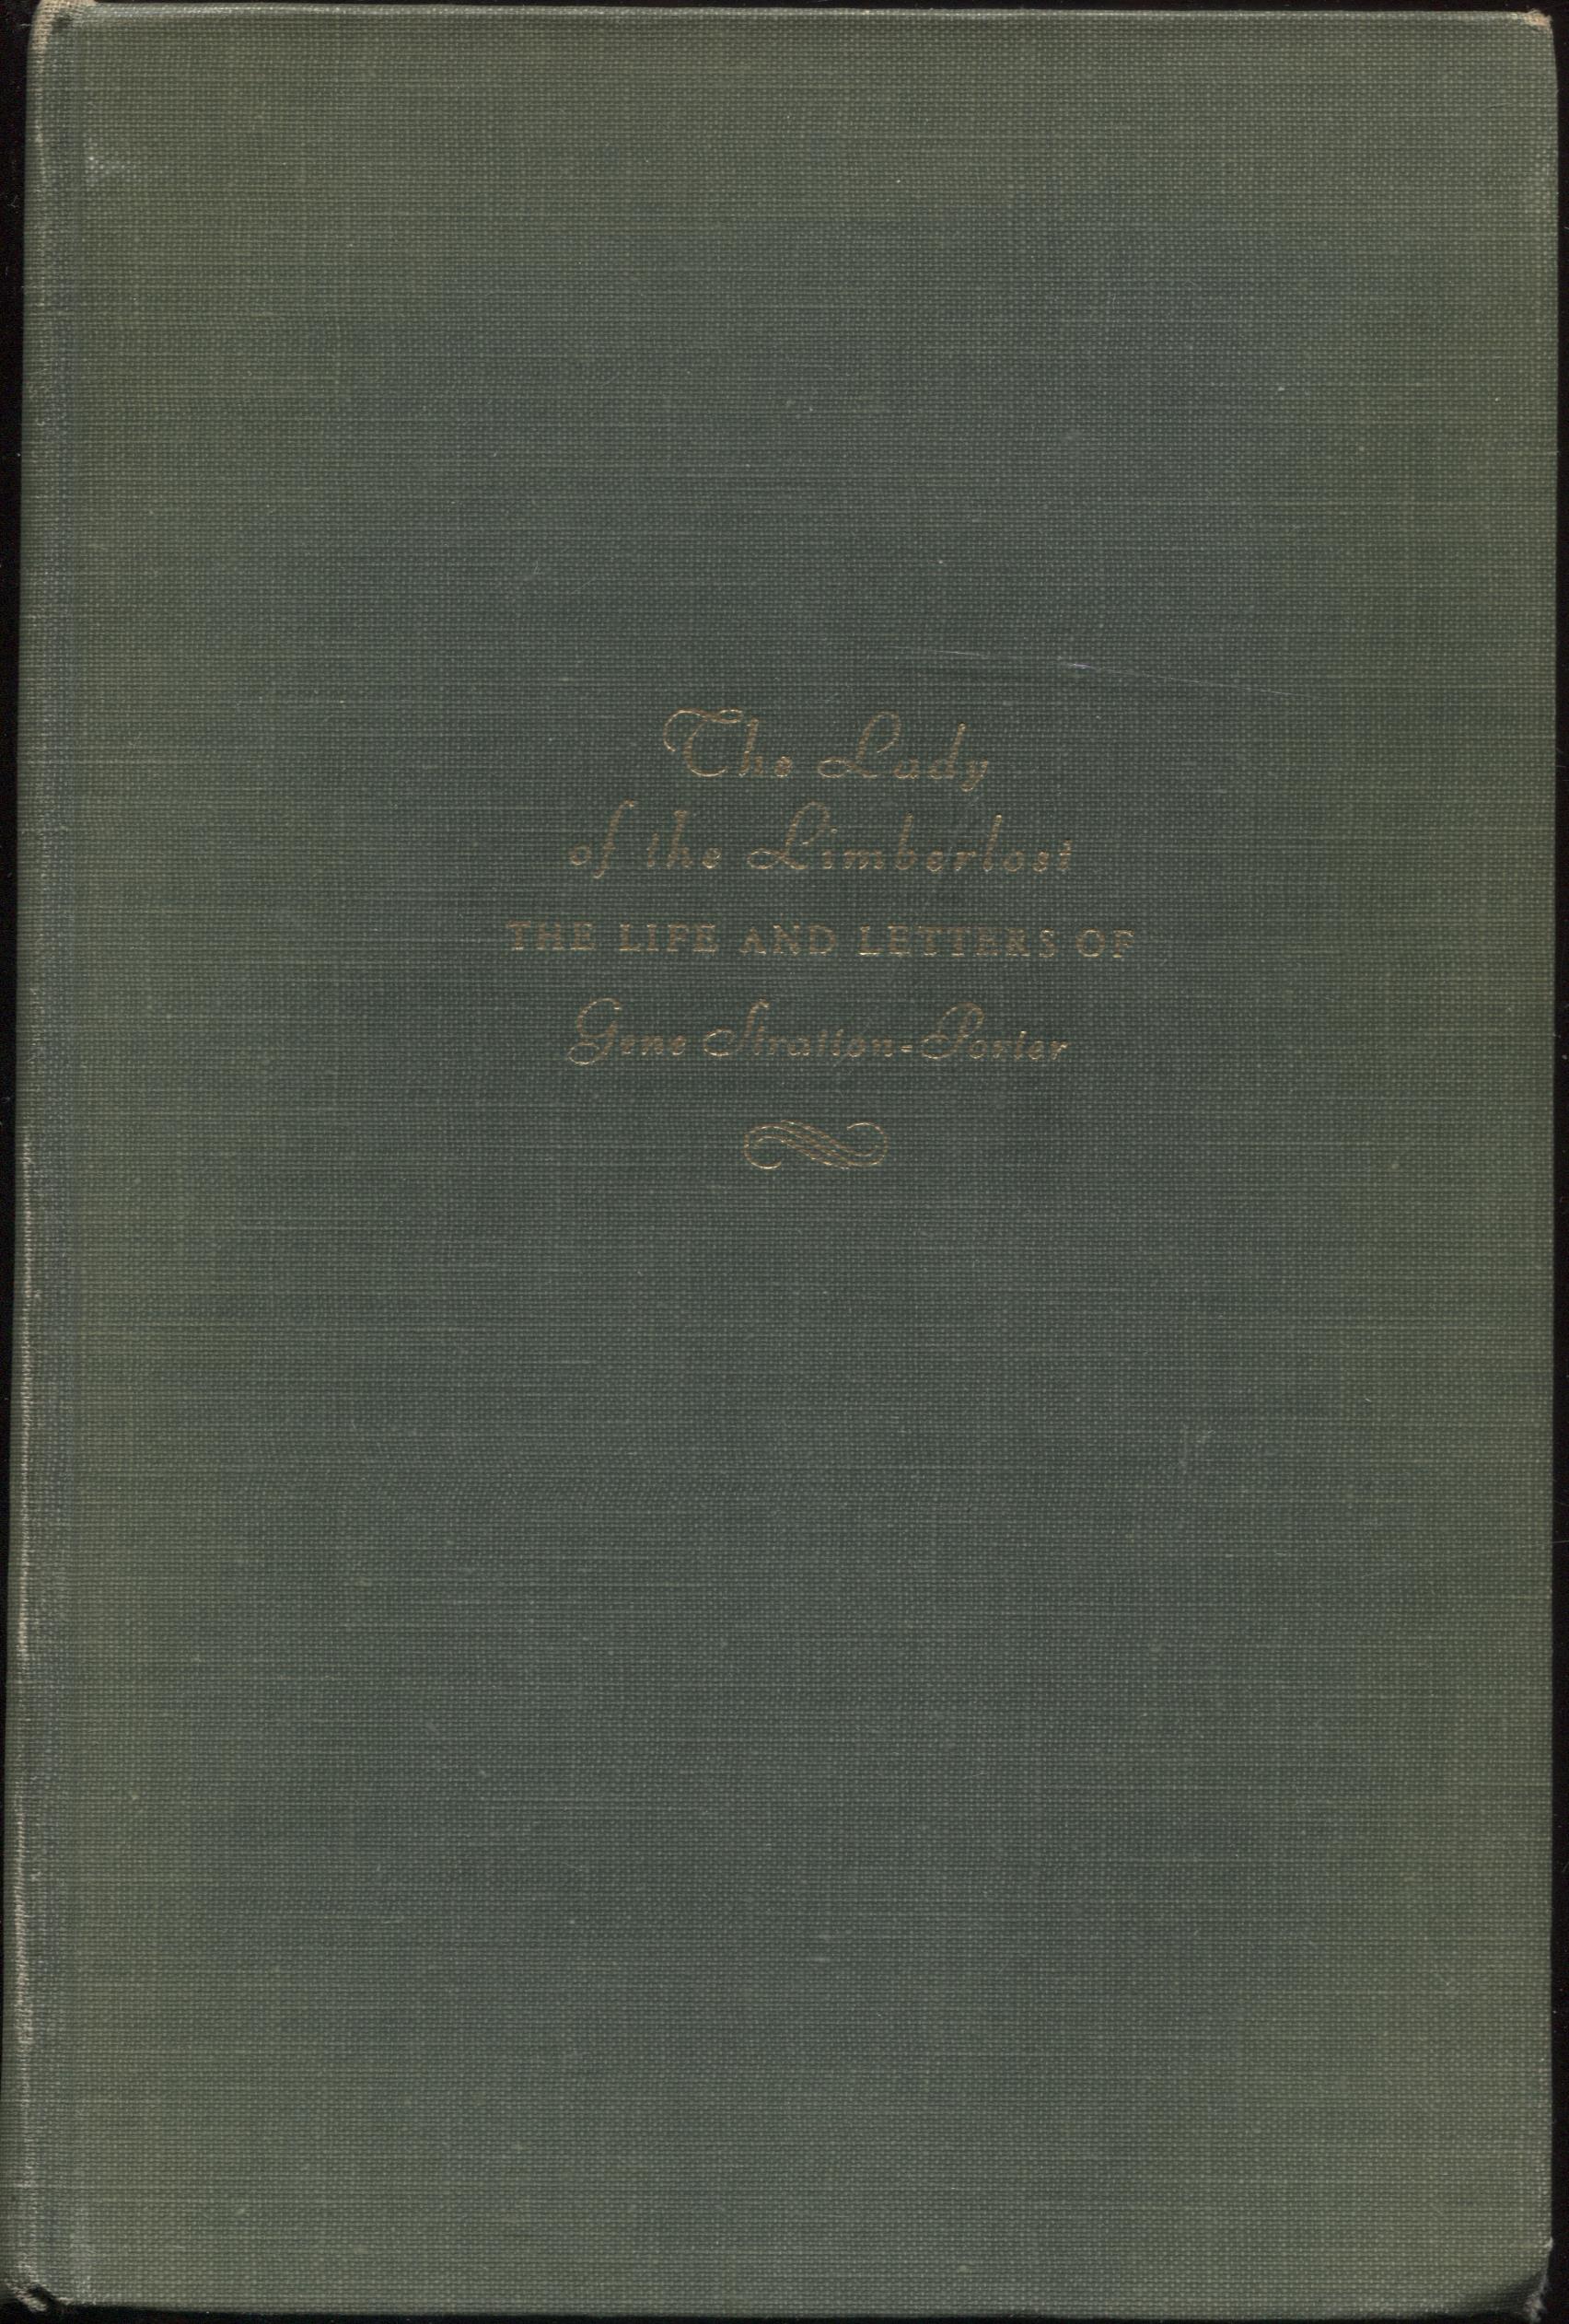 The Lady
of the Limberlost
THE LIFE AND LETTERS OF
Gene Stratton-Porter